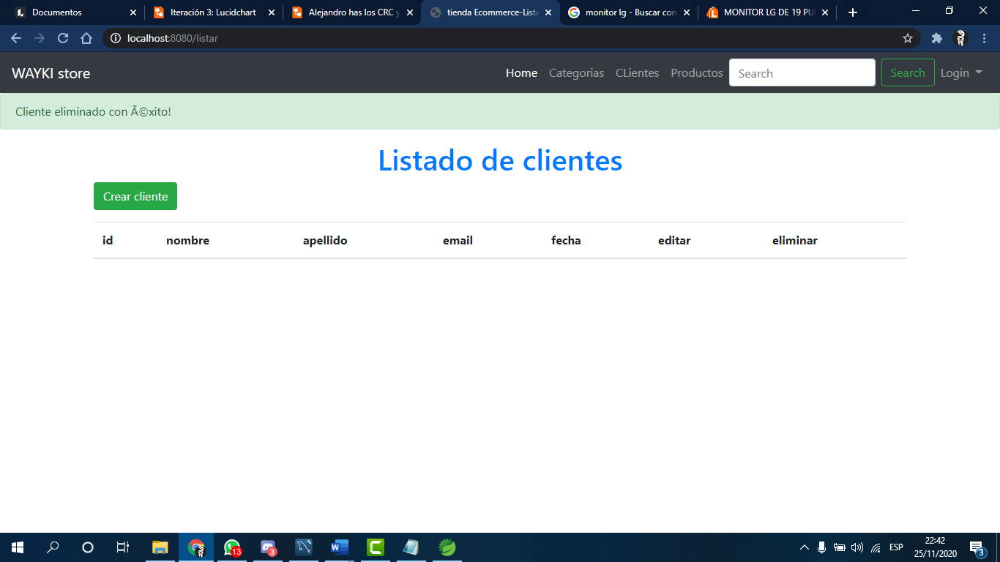 Documentos
Iteración 3: Lucidchart
Alejandro has los CRC y
tienda Ecommerce-Lista
monitor lg - Buscar con
MONITOR LG DE 19 PU
localhost:8080/listar
WAYKI store
Home Categorias CLientes Productos Search Search Login
Cliente eliminado con Ã©xito!
Listado de clientes
Crear cliente
id nombre apellido email fecha editar eliminar
13
3
W
ESP
22:42
25/11/2020
3